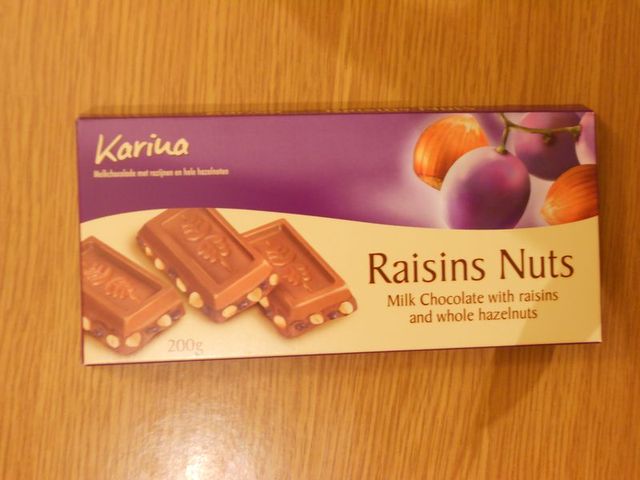 Karina
Melkchocolade met rozijnen en hele hazelnoten
Raisins Nuts
Milk Chocolate with raisins
and whole hazelnuts
200g